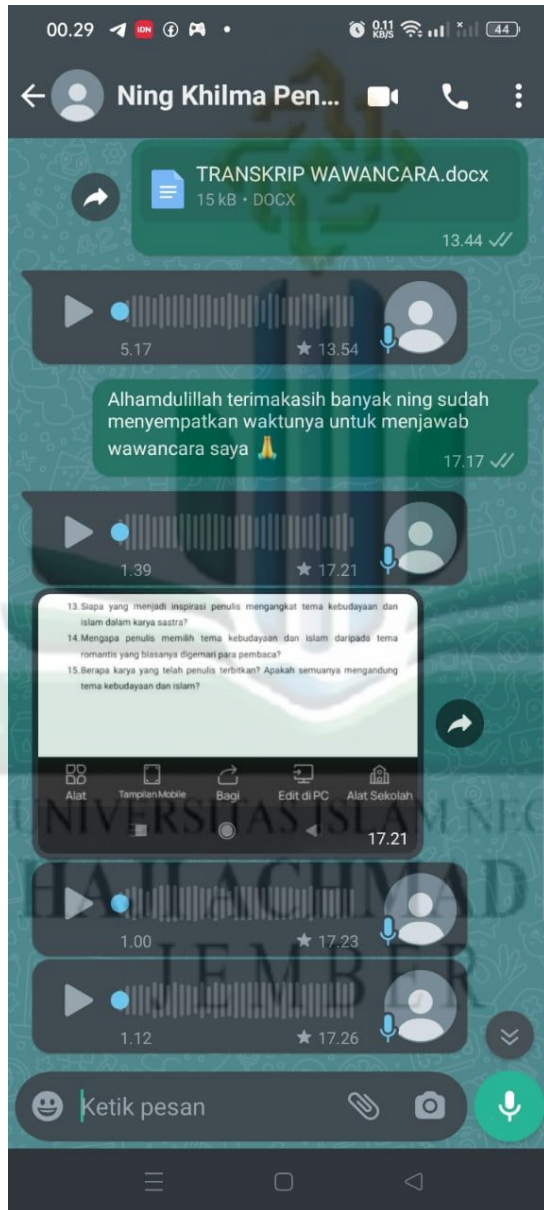 00.29
IDN
0.11
KB/S
44
Ning Khilma Pen...
TRANSKRIP WAWANCARA.docx
15 kB • DOCX
13.44
5.17
13.54
Alhamdulillah terimakasih banyak ning sudah
menyempatkan waktunya untuk menjawab
wawancara saya 🙏
17.17
1.39
17.21
13. Siapa yang menjadi inspirasi penulis mengangkat tema kebudayaan dan
islam dalam karya sastra?
14. Mengapa penulis memilih tema kebudayaan dan islam daripada tema
romantis yang biasanya digemari para pembaca?
15. Berapa karya yang telah penulis terbitkan? Apakah semuanya mengandung
tema kebudayaan dan islam?
Alat
Tampilan Mobile
Bagi
Edit di PC
Alat Sekolah
17.21
UNIVERSITAS ISLAM NEG
HAJI ACHMAD
1.00
17.23
JEMBER
1.12
17.26
Ketik pesan